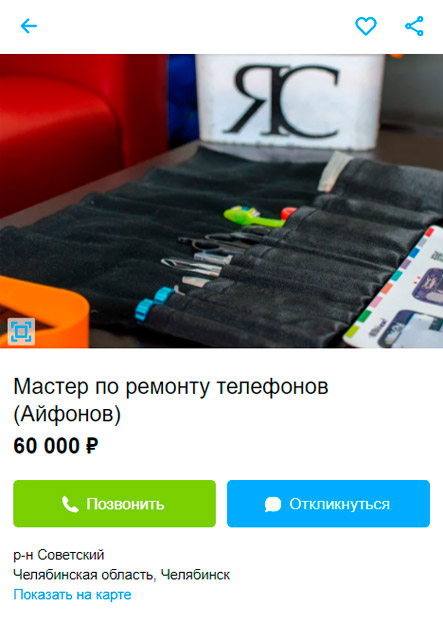 ЯС
Мастер по ремонту телефонов
(Айфонов)
60 000 ₽
Позвонить
Откликнуться
р-н Советский
Челябинская область, Челябинск
Показать на карте